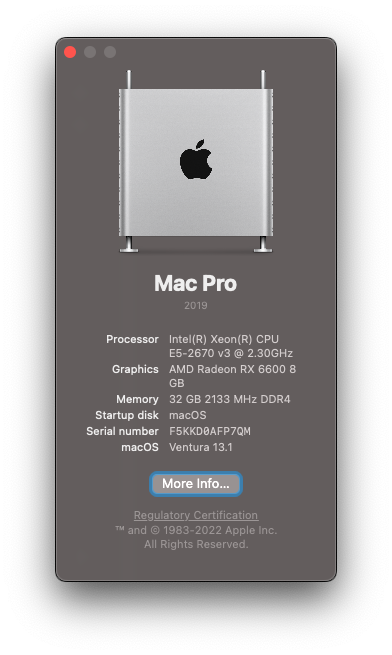 Mac Pro
2019
Processor Intel(R) Xeon(R) CPU
E5-2670 v3 @ 2.30GHz
Graphics AMD Radeon RX 6600 8
GB
Memory 32 GB 2133 MHz DDR4
Startup disk macOS
Serial number F5KKD0AFP7QM
macOS Ventura 13.1
More Info...
Regulatory Certification
™ and © 1983-2022 Apple Inc.
All Rights Reserved.